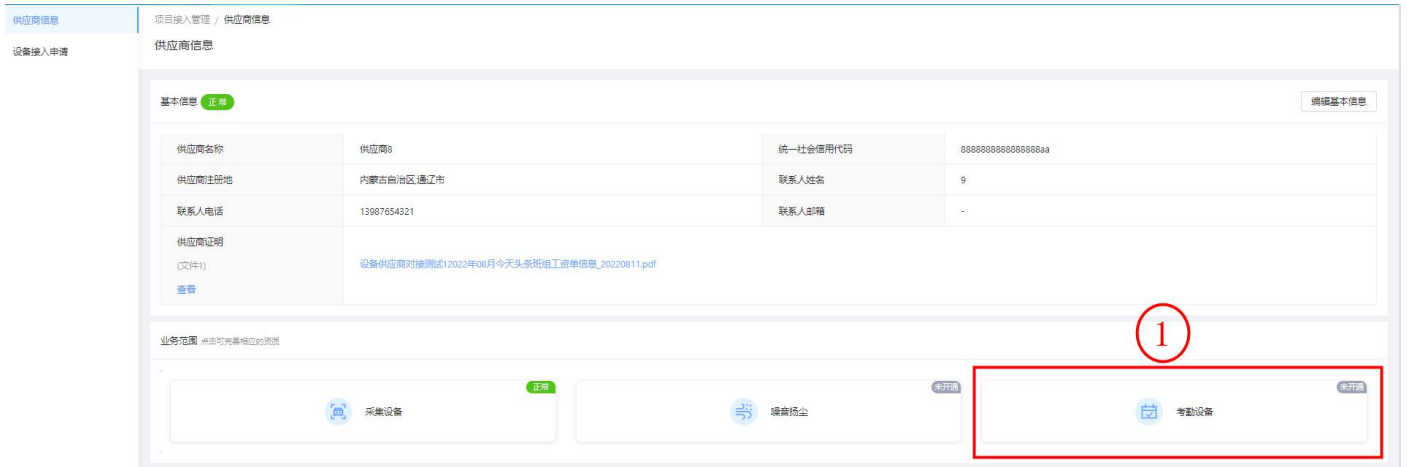 供应商信息
设备接入申请
项目接入管理 / 供应商信息
供应商信息
基本信息 正常
编辑基本信息
供应商名称 供应商8 统一社会信用代码 8888888888888888aa
供应商注册地 内蒙古自治区,通辽市 联系人姓名 9
联系人电话 13987654321 联系人邮箱 -
供应商证明
(文件1)
查看
设备供应商对接测试12022年08月今天头条班组工资单信息_20220811.pdf
业务范围 点击可完善相应的资质
1
正常
采集设备
未开通
噪音扬尘
未开通
考勤设备